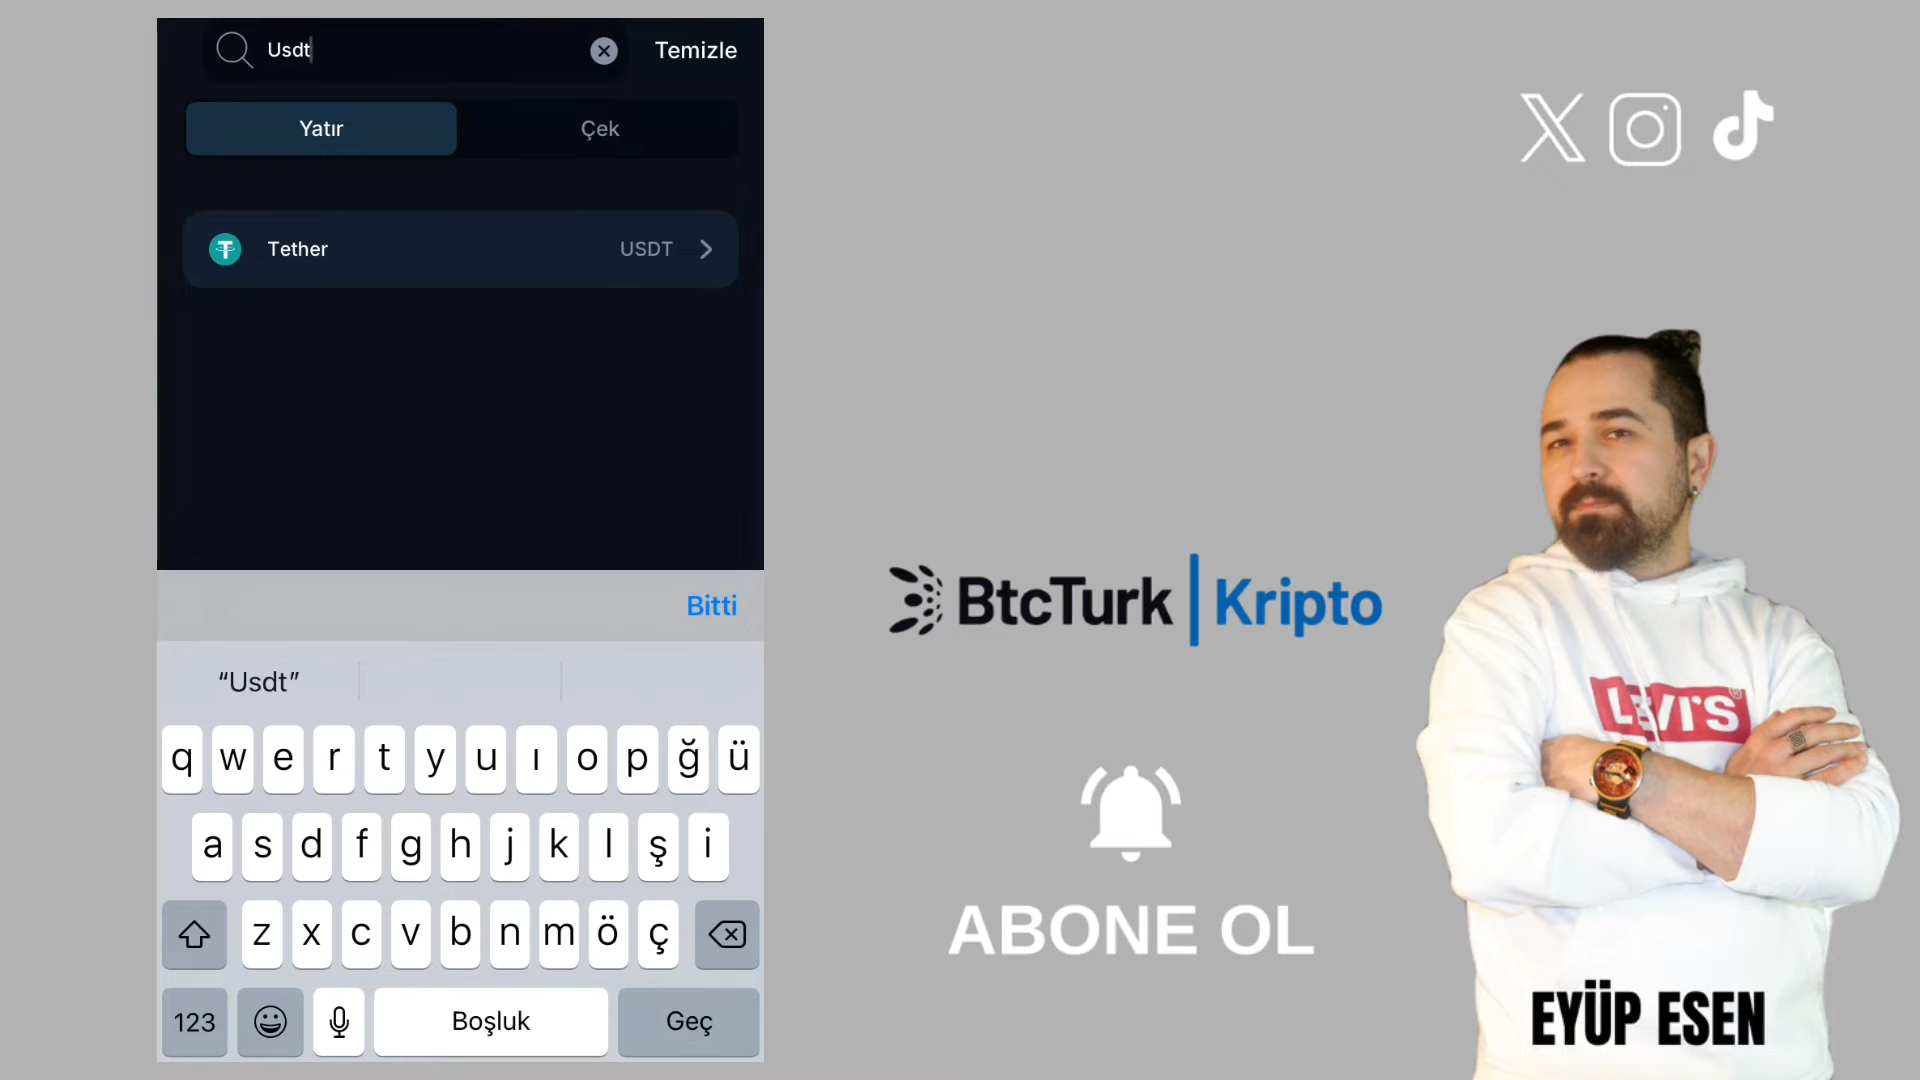 Usdt
Temizle
Yatır
Çek
Tether
USDT
Bitti
“Usdt”
q w e r t y u ı o p ğ ü
a s d f g h j k l ş i
z x c v b n m ö ç
123
Boşluk
Geç
BtcTurk | Kripto
ABONE OL
LEVI'S
EYÜP ESEN